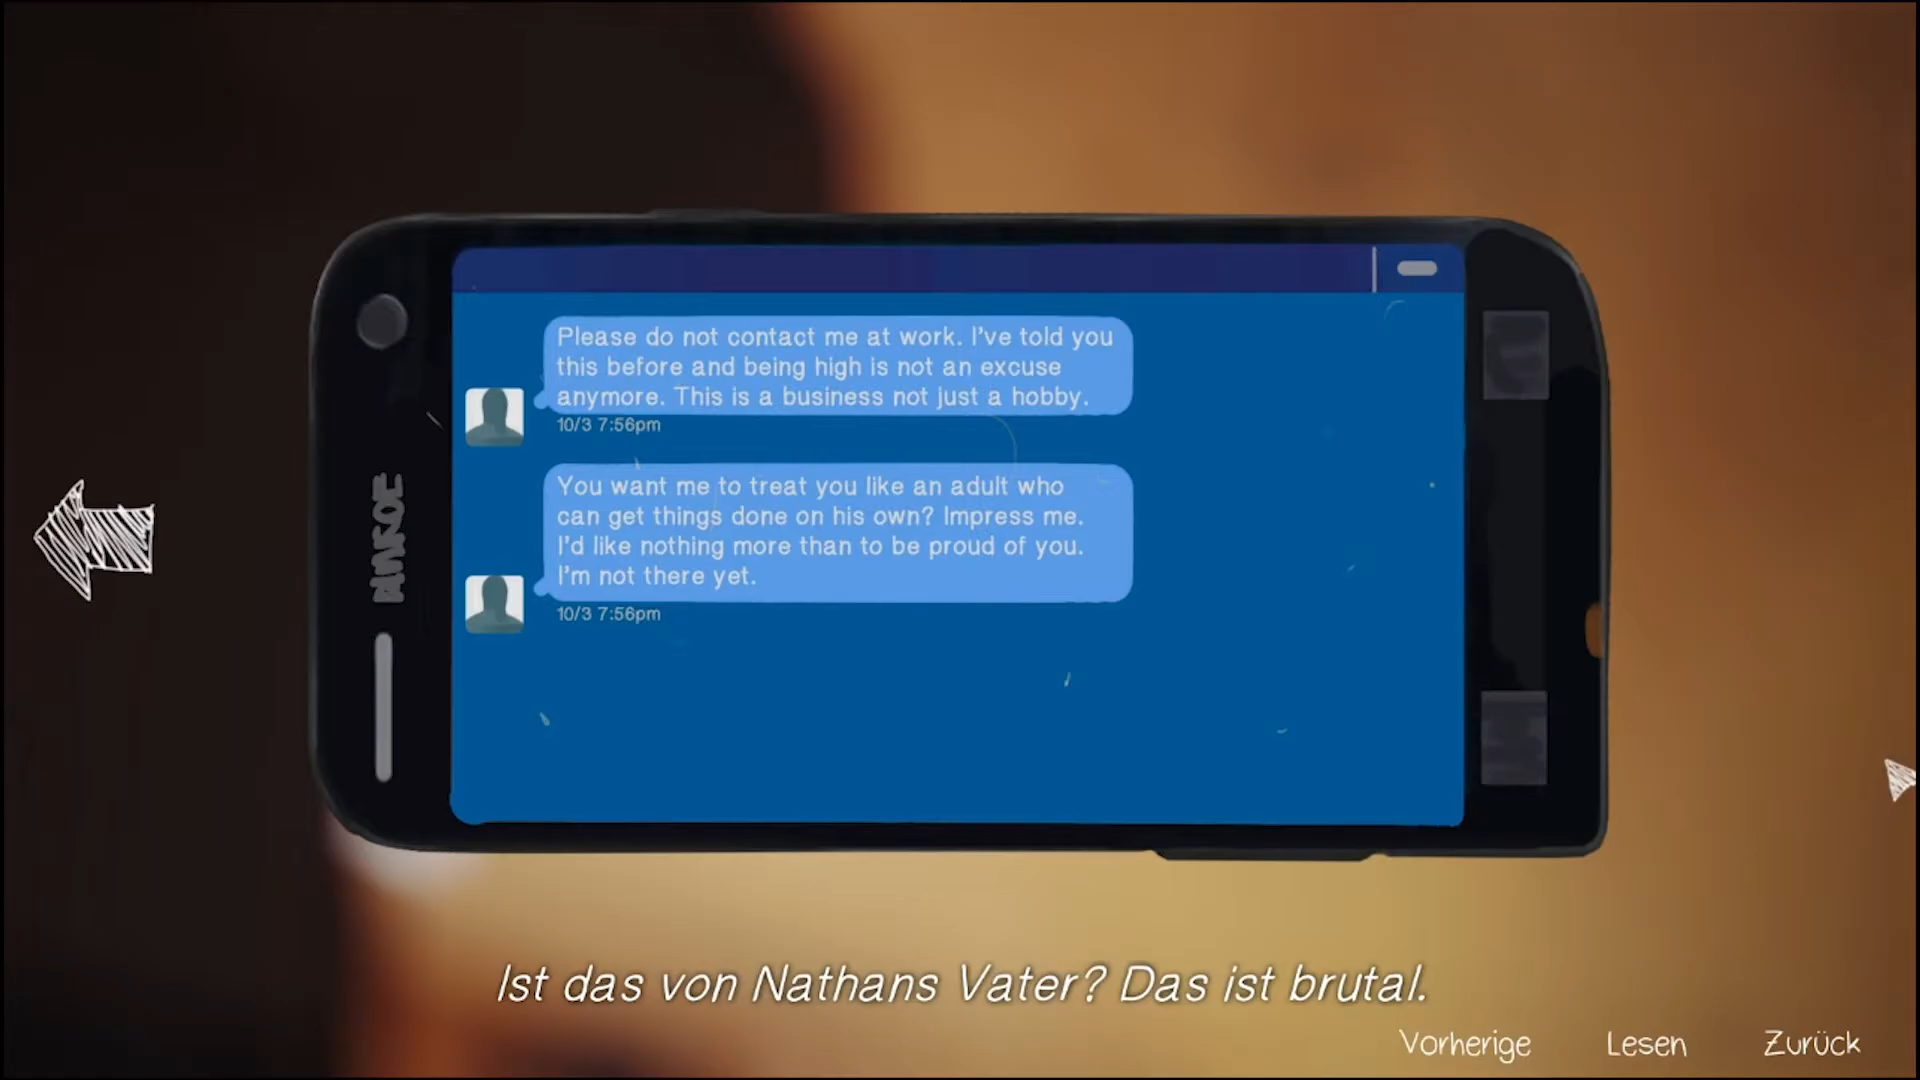 Please do not contact me at work. I've told you
this before and being high is not an excuse
anymore. This is a business not just a hobby.
10/3 7:56pm
You want me to treat you like an adult who
can get things done on his own? Impress me.
I'd like nothing more than to be proud of you.
I'm not there yet.
10/3 7:56pm
Ist das von Nathans Vater? Das ist brutal.
Vorherige
Lesen
Zurück